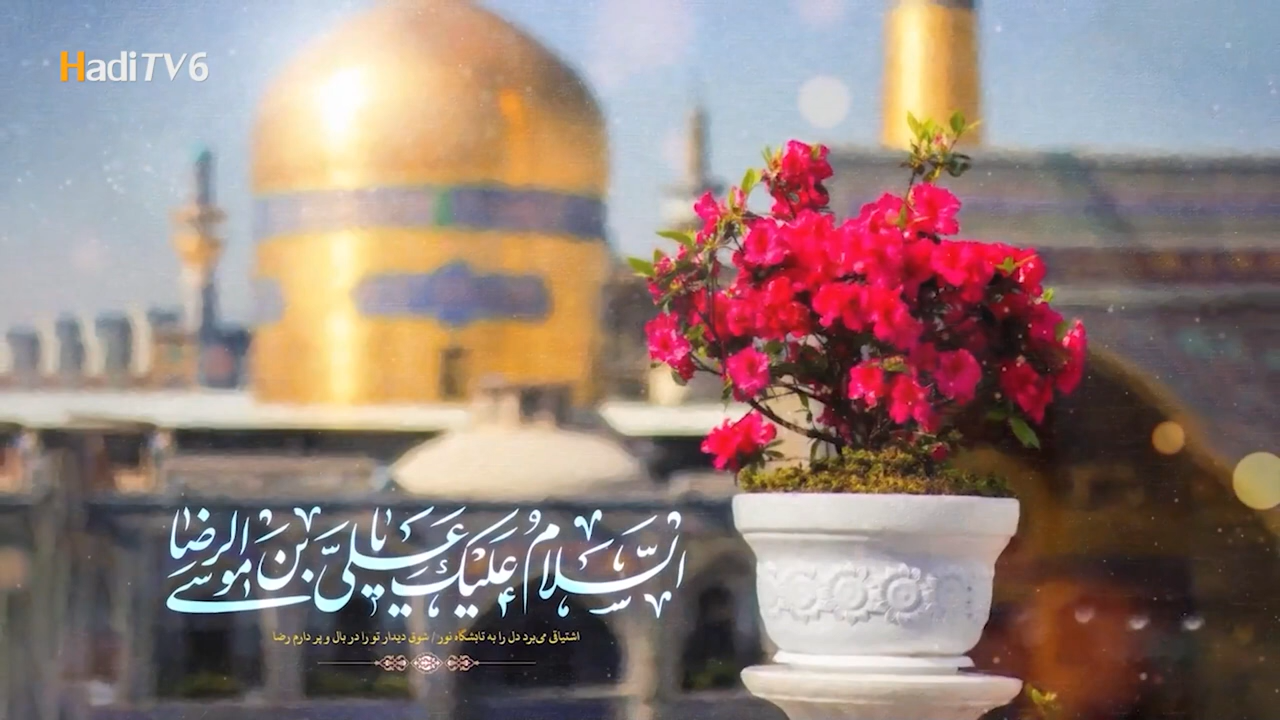 HadiTV6
السلام علیک یا علی بن موسی الرضا
اشتیاقی می‌برد دل را به تابشگاه نور / شوق دیدار تو را در بال و پر دارم رضا